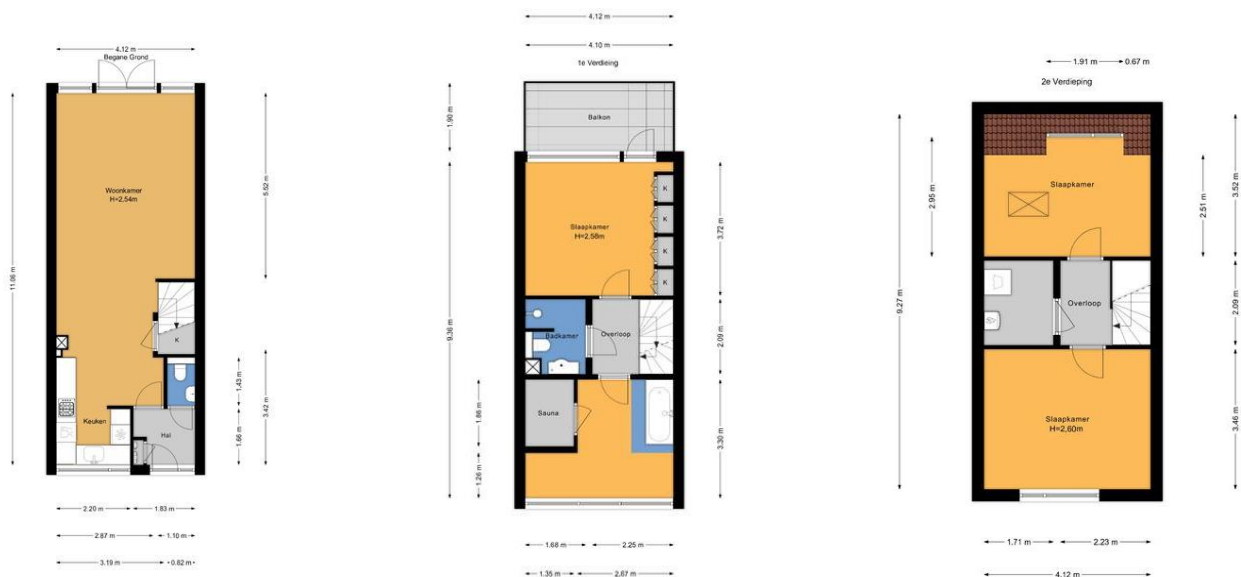 4.12 m
Begane Grond
11.06 m
5.52 m
Woonkamer
H=2.54m
K
1.43 m
3.42 m
Keuken
Hal
1.66 m
2.20 m
1.83 m
2.87 m
1.10 m
3.19 m
0.82 m
4.12 m
4.10 m
1e Verdieping
1.90 m
Balkon
9.36 m
Slaapkamer
H=2,58m
K
K
K
K
3.72 m
Badkamer
Overloop
2.09 m
Sauna
1.86 m
3.30 m
1.26 m
1.68 m
2.25 m
1.35 m
2.67 m
1.91 m
0.67 m
2e Verdieping
9.27 m
2.95 m
Slaapkamer
2.51 m
3.52 m
Overloop
2.09 m
Slaapkamer
H=2,60m
3.46 m
1.71 m
2.23 m
4.12 m